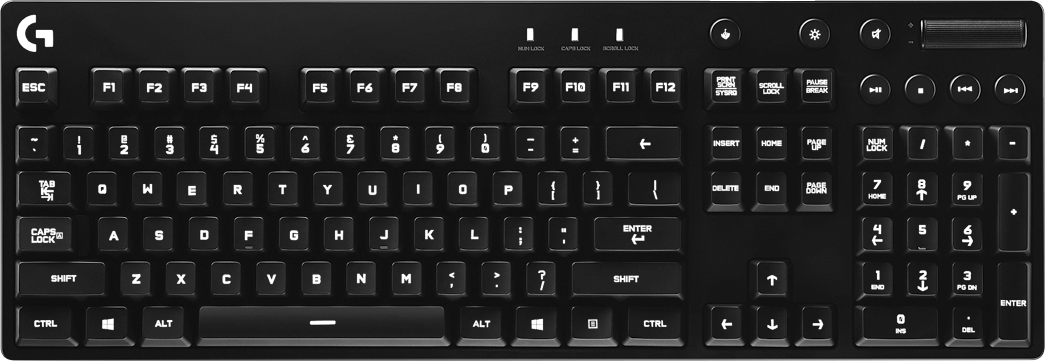 G
NUM LOCK CAPS LOCK SCROLL LOCK
ESC F1 F2 F3 F4 F5 F6 F7 F8 F9 F10 F11 F12 PRINT SCRN SYSRQ SCROLL LOCK PAUSE BREAK
~ ` ! 1 @ 2 # 3 $ 4 % 5 ^ 6 & 7 * 8 ( 9 ) 0 _ - + = ← INSERT HOME PAGE UP NUM LOCK / * -
TAB Q W E R T Y U I O P { [ } ] | \ DELETE END PAGE DOWN 7 HOME 8 ↑ 9 PG UP +
CAPS LOCK A A S D F G H J K L : ; " ' ENTER ↵ 4 ← 5 6 →
SHIFT Z X C V B N M < , > . ? / SHIFT ↑ 1 END 2 ↓ 3 PG DN ENTER
CTRL ALT ALT CTRL ← ↓ → 0 INS . DEL